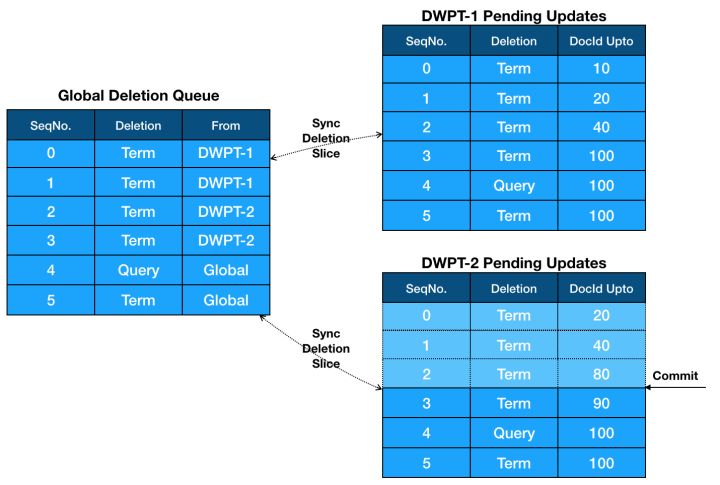 DWPT-1 Pending Updates
SeqNo. Deletion DocId Upto
0 Term 10
1 Term 20
2 Term 40
3 Term 100
4 Query 100
5 Term 100
Global Deletion Queue
SeqNo. Deletion From
0 Term DWPT-1
1 Term DWPT-1
2 Term DWPT-2
3 Term DWPT-2
4 Query Global
5 Term Global
Sync
Deletion
Slice
Sync
Deletion
Slice
DWPT-2 Pending Updates
SeqNo. Deletion DocId Upto
0 Term 20
1 Term 40
2 Term 80
3 Term 90
4 Query 100
5 Term 100
Commit